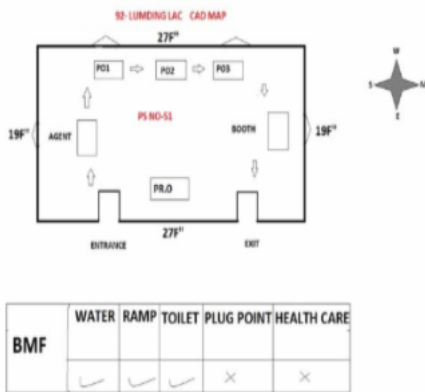 92- LUMDING LAC CAD MAP
27F"
W
PO1
PO2
PO3
S
N
E
PS NO-51
19F"
AGENT
BOOTH
19F"
PR.O
27F"
ENTRANCE
EXIT
BMF
WATER
RAMP
TOILET
PLUG POINT
HEALTH CARE